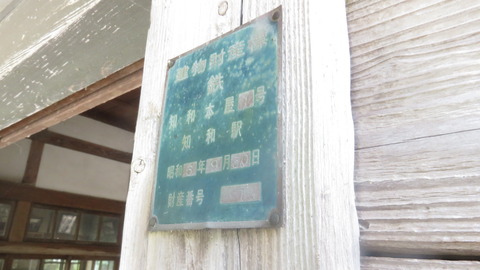 建物財産標
鉄
知和本屋 号
知和駅
昭和 年 月 日
財産番号